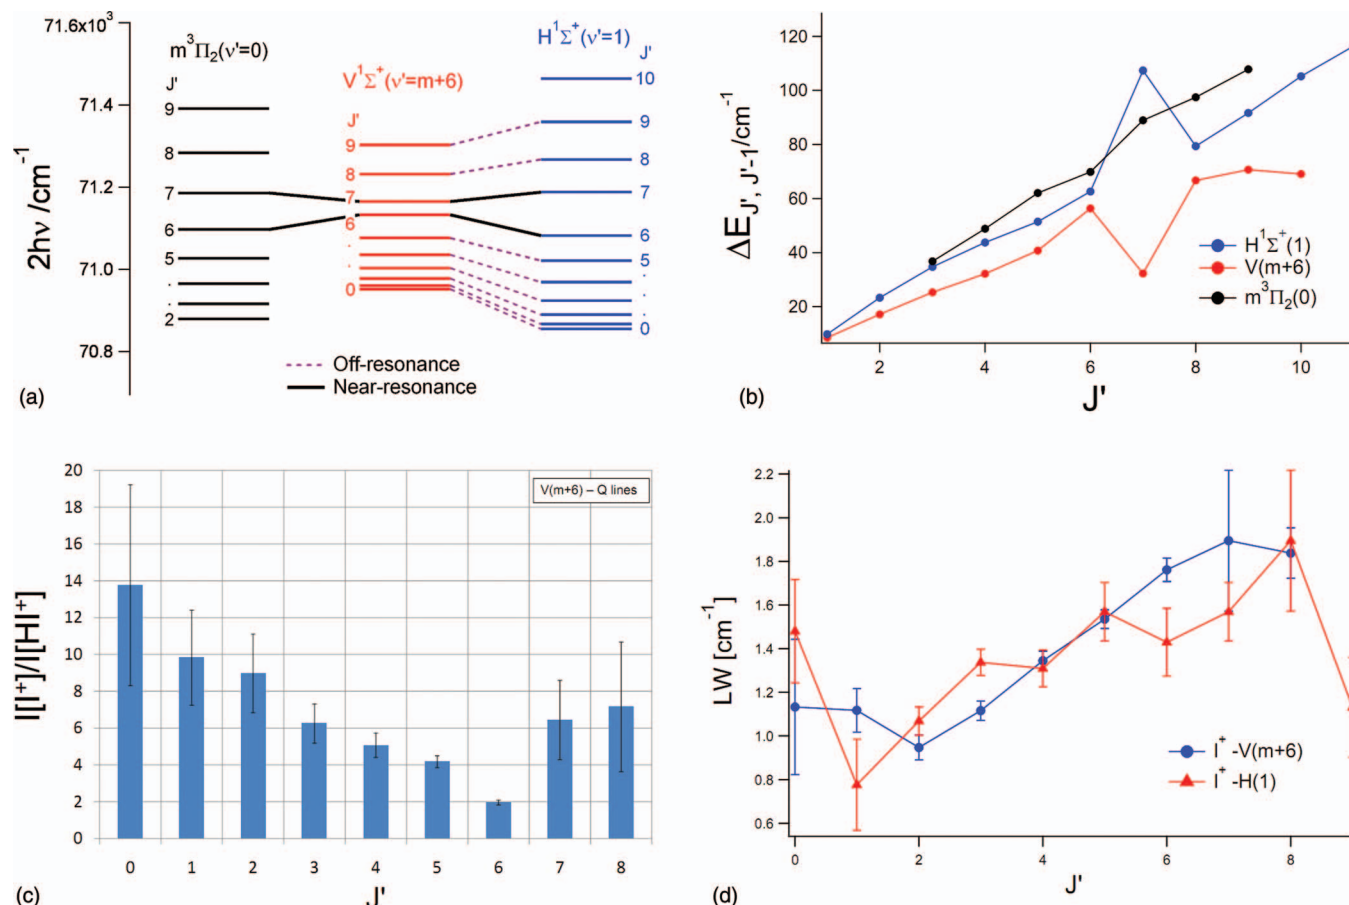 71.6x10³
71.4
71.2
71.0
70.8
2hν /cm⁻¹
m³Π₂(ν'=0)
J'
9
8
7
6
5
.
.
2
V¹Σ⁺(ν'=m+6)
J'
9
8
7
6
.
.
.
0
H¹Σ⁺(ν'=1)
J'
10
9
8
7
6
5
.
.
.
0
Off-resonance
Near-resonance
(a)
120
100
80
60
40
20
ΔE J', J'-1/cm⁻¹
H¹Σ⁺(1)
V(m+6)
m³Π₂(0)
2 4 6 8 10
J'
(b)
20
18
16
14
12
10
8
6
4
2
0
I[I⁺]/I[HI⁺]
V(m+6) – Q lines
0 1 2 3 4 5 6 7 8
J'
(c)
2.2
2.0
1.8
1.6
1.4
1.2
1.0
0.8
0.6
LW [cm⁻¹]
I⁺ -V(m+6)
I⁺ -H(1)
0 2 4 6 8
J'
(d)